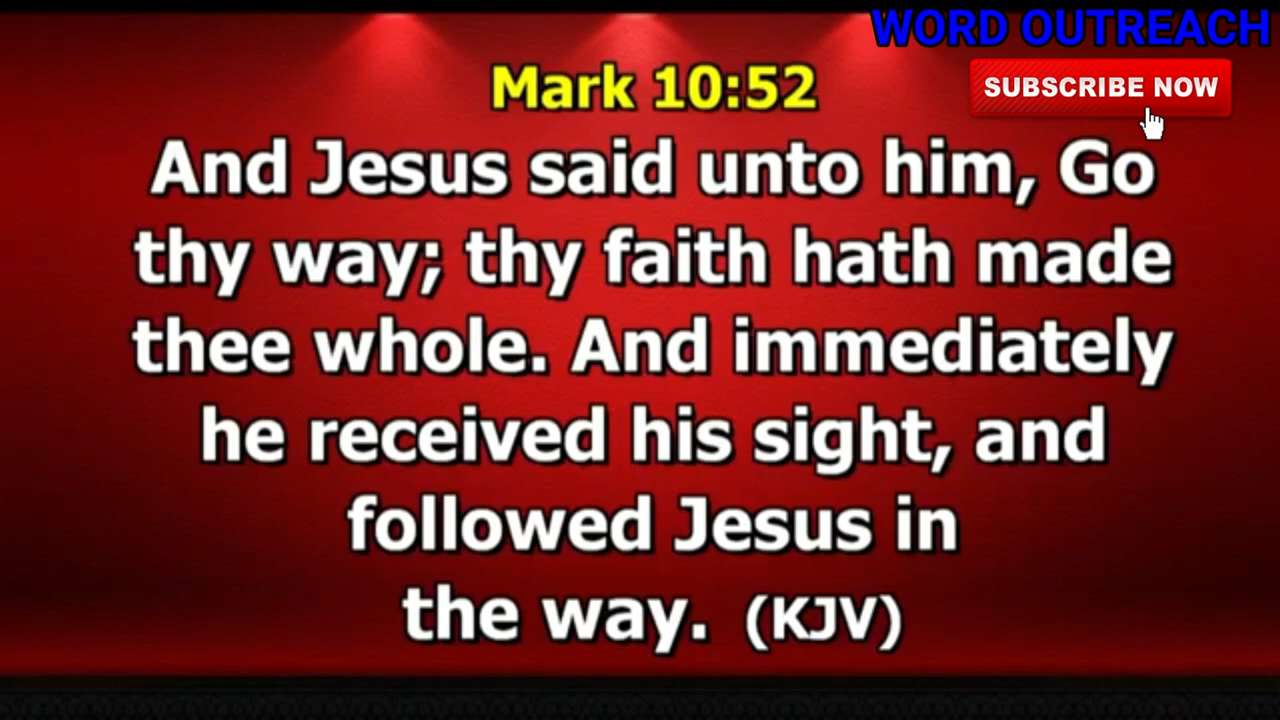 WORD OUTREACH
SUBSCRIBE NOW
Mark 10:52
And Jesus said unto him, Go
thy way; thy faith hath made
thee whole. And immediately
he received his sight, and
followed Jesus in
the way. (KJV)